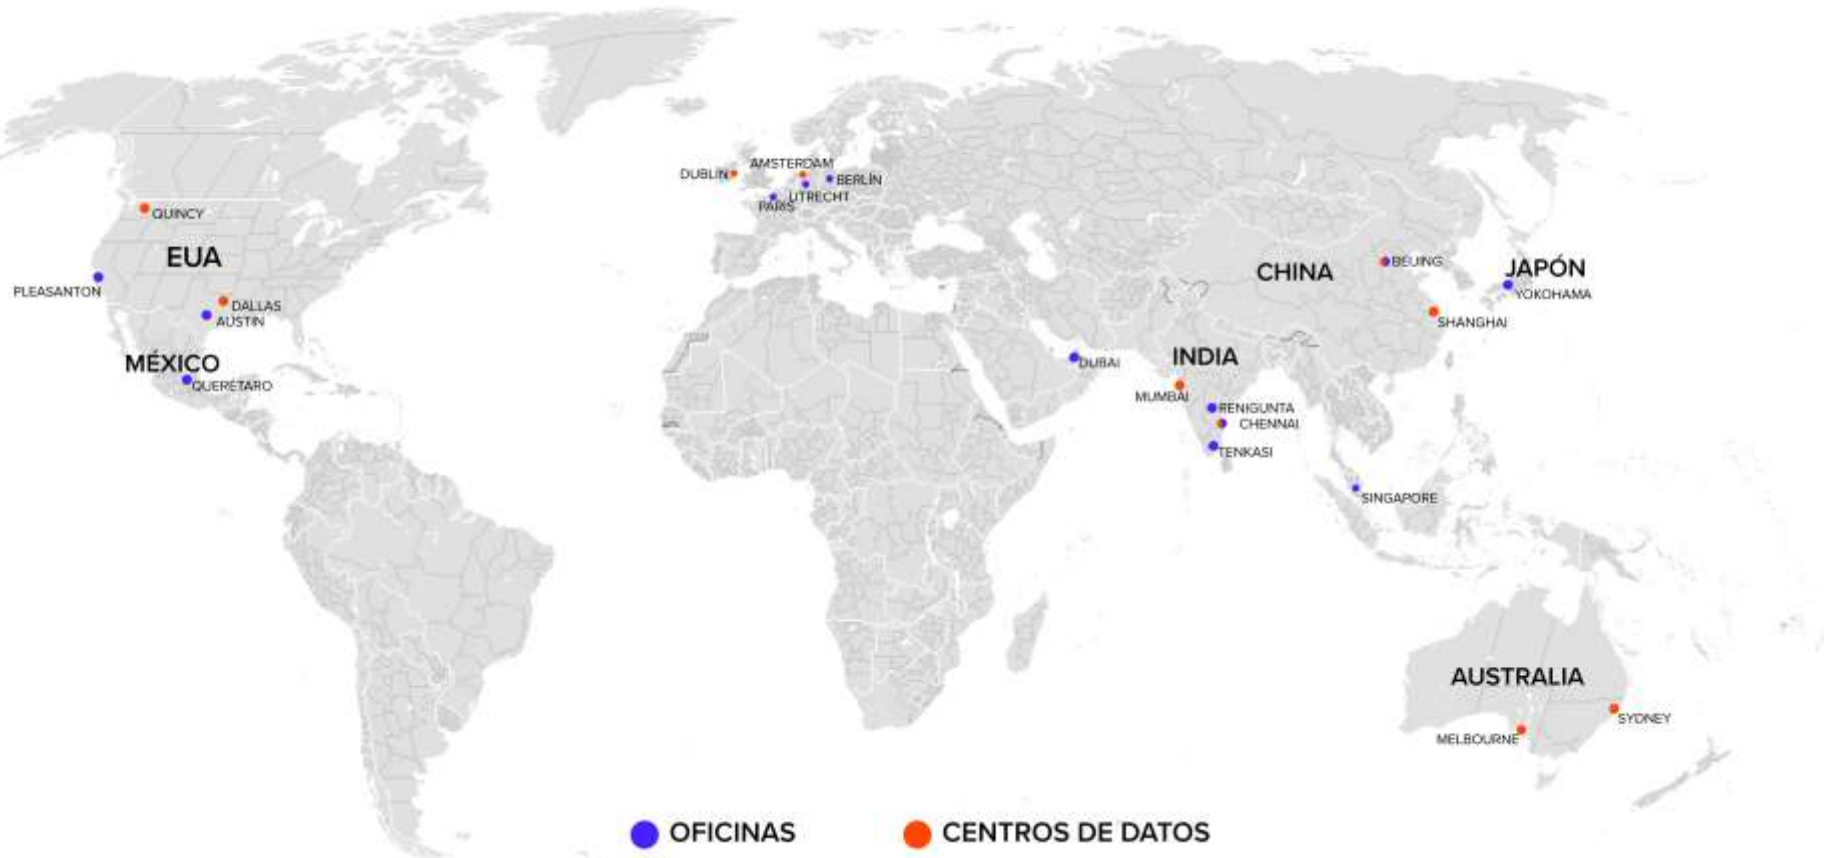 AMSTERDAM
DUBLIN
BERLÍN
UTRECHT
PARIS
QUINCY
EUA
PLEASANTON
DALLAS
AUSTIN
MÉXICO
QUERÉTARO
CHINA
BEIJING
JAPÓN
YOKOHAMA
SHANGHAI
DUBAI
INDIA
MUMBAI
RENIGUNTA
CHENNAI
TENKASI
SINGAPORE
AUSTRALIA
SYDNEY
MELBOURNE
OFICINAS
CENTROS DE DATOS